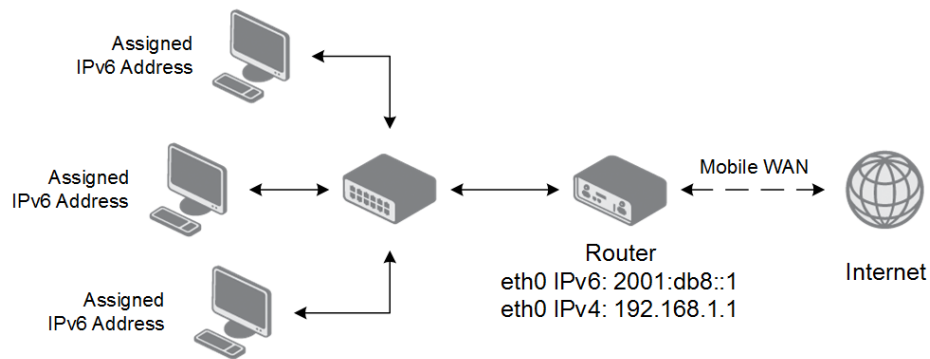 Assigned
IPv6 Address
Assigned
IPv6 Address
Assigned
IPv6 Address
Router
eth0 IPv6: 2001:db8::1
eth0 IPv4: 192.168.1.1
Mobile WAN
Internet